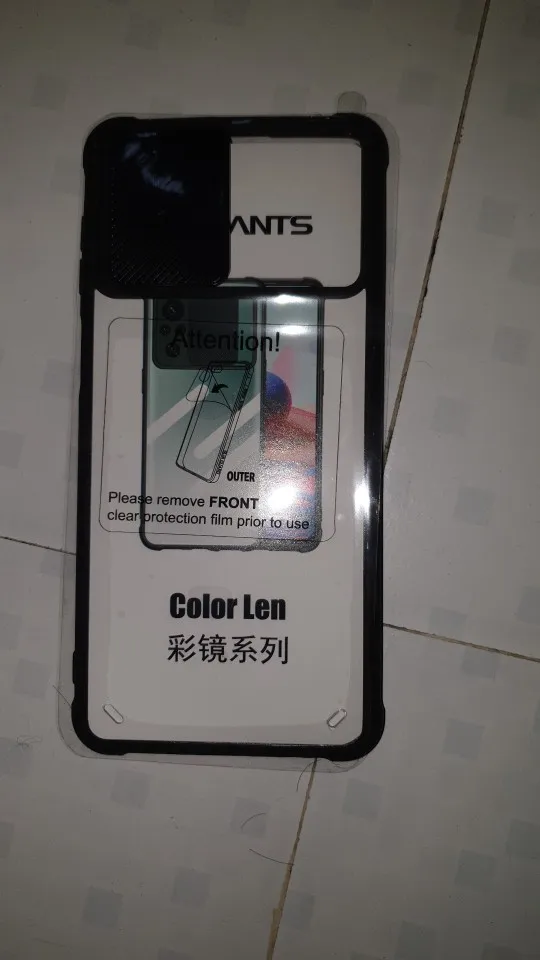 ANTS
Attention!
OUTER
Please remove FRONT
clear protection film prior to use
Color Len
彩镜系列